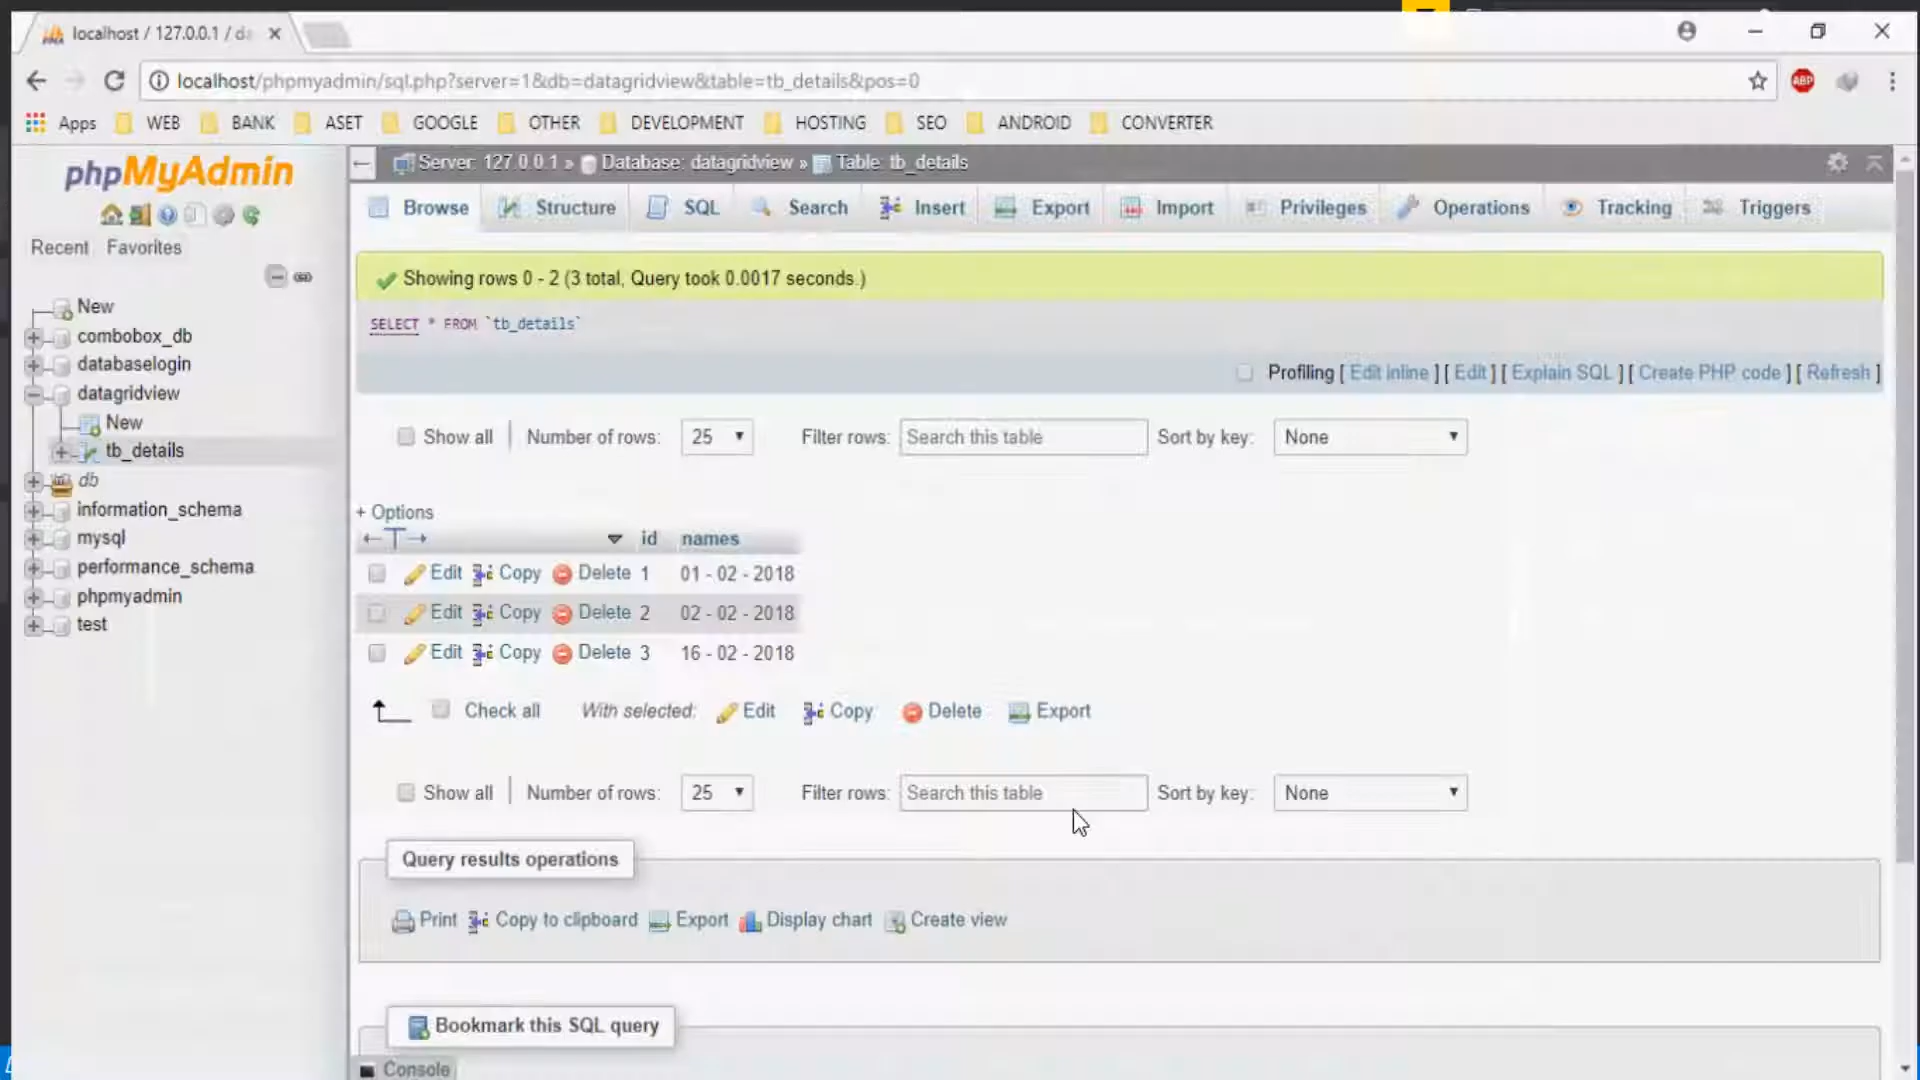 localhost / 127.0.0.1 / da
localhost/phpmyadmin/sql.php?server=1&db=datagridview&table=tb_details&pos=0
ABP
Apps WEB BANK ASET GOOGLE OTHER DEVELOPMENT HOSTING SEO ANDROID CONVERTER
phpMyAdmin
Recent Favorites
New
combobox_db
databaselogin
datagridview
New
tb_details
db
information_schema
mysql
performance_schema
phpmyadmin
test
Server: 127.0.0.1 » Database: datagridview » Table: tb_details
Browse Structure SQL Search Insert Export Import Privileges Operations Tracking Triggers
Showing rows 0 - 2 (3 total, Query took 0.0017 seconds.)
SELECT * FROM `tb_details`
Profiling [ Edit inline ] [ Edit ] [ Explain SQL ] [ Create PHP code ] [ Refresh ]
Show all Number of rows: 25 Filter rows: Search this table Sort by key: None
+ Options
←T→ id names
Edit Copy Delete 1 01 - 02 - 2018
Edit Copy Delete 2 02 - 02 - 2018
Edit Copy Delete 3 16 - 02 - 2018
Check all With selected: Edit Copy Delete Export
Show all Number of rows: 25 Filter rows: Search this table Sort by key: None
Query results operations
Print Copy to clipboard Export Display chart Create view
Bookmark this SQL query
Console